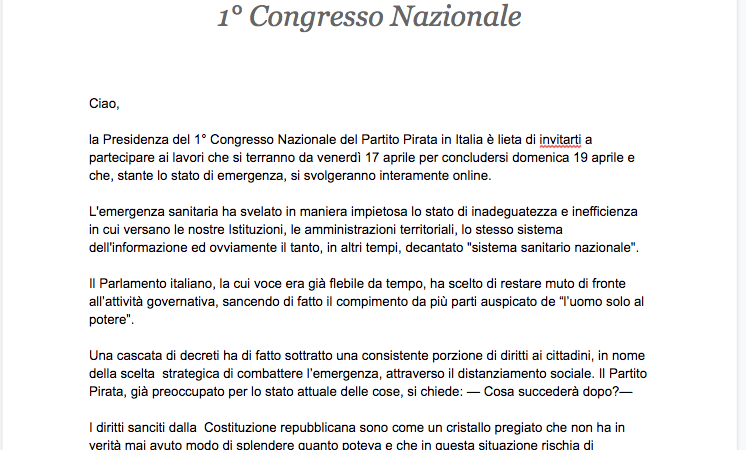 1° Congresso Nazionale
Ciao,
la Presidenza del 1° Congresso Nazionale del Partito Pirata in Italia è lieta di invitarti a
partecipare ai lavori che si terranno da venerdì 17 aprile per concludersi domenica 19 aprile e
che, stante lo stato di emergenza, si svolgeranno interamente online.
L'emergenza sanitaria ha svelato in maniera impietosa lo stato di inadeguatezza e inefficienza
in cui versano le nostre Istituzioni, le amministrazioni territoriali, lo stesso sistema
dell'informazione ed ovviamente il tanto, in altri tempi, decantato "sistema sanitario nazionale".
Il Parlamento italiano, la cui voce era già flebile da tempo, ha scelto di restare muto di fronte
all’attività governativa, sancendo di fatto il compimento da più parti auspicato de “l’uomo solo al
potere”.
Una cascata di decreti ha di fatto sottratto una consistente porzione di diritti ai cittadini, in nome
della scelta  strategica di combattere l’emergenza, attraverso il distanziamento sociale. Il Partito
Pirata, già preoccupato per lo stato attuale delle cose, si chiede: — Cosa succederà dopo?—
I diritti sanciti dalla  Costituzione repubblicana sono come un cristallo pregiato che non ha in
verità mai avuto modo di splendere quanto poteva e che in questa situazione rischia di